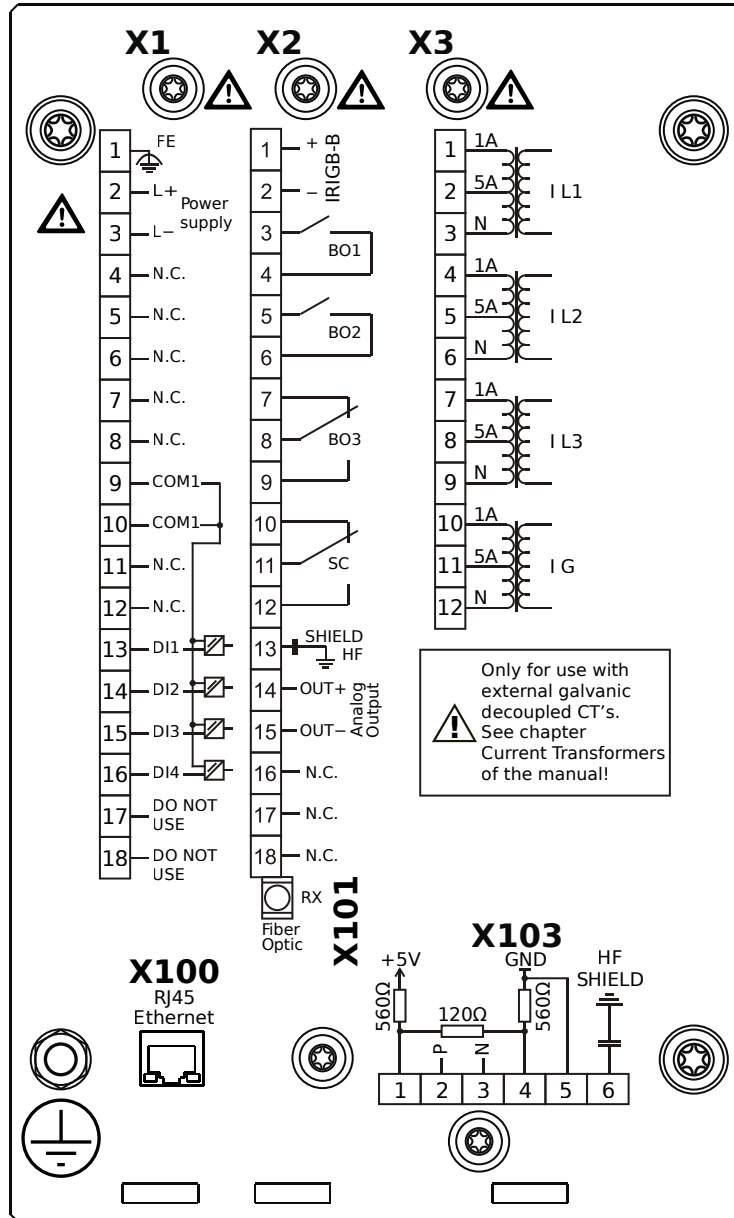 X1
X2
X3
1
FE
2
L+
Power
supply
3
L−
4
N.C.
5
N.C.
6
N.C.
7
N.C.
8
N.C.
9
COM1
10
COM1
11
N.C.
12
N.C.
13
DI1
14
DI2
15
DI3
16
DI4
17
DO NOT
USE
18
DO NOT
USE
1
+
2
−
IRIGB-B
3
BO1
4
5
BO2
6
7
8
BO3
9
10
11
SC
12
13
SHIELD
HF
14
OUT+
15
OUT−
Analog
Output
16
N.C.
17
N.C.
18
N.C.
RX
Fiber
Optic
X101
1
1A
2
5A
I L1
3
N
4
1A
5
5A
I L2
6
N
7
1A
8
5A
I L3
9
N
10
1A
11
5A
I G
12
N
Only for use with
external galvanic
decoupled CT's.
See chapter
Current Transformers
of the manual!
X100
RJ45
Ethernet
X103
+5V
GND
HF
SHIELD
560Ω
120Ω
560Ω
P
N
1 2 3 4 5 6